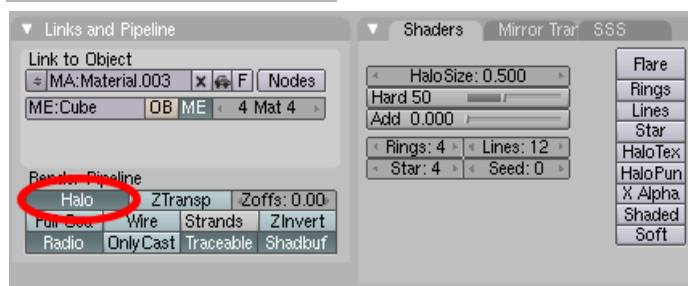 Links and Pipeline
Link to Object
MA:Material.003 X F Nodes
ME:Cube OB ME 4 Mat 4
Render Pipeline
Halo ZTransp Zoffs: 0.00
Wire Strands ZInvert
Radio OnlyCast Traceable Shadbuf
Shaders Mirror Tran SSS
HaloSize: 0.500
Hard 50
Add 0.000
Rings: 4 Lines: 12
Star: 4 Seed: 0
Flare
Rings
Lines
Star
HaloTex
HaloPun
X Alpha
Shaded
Soft